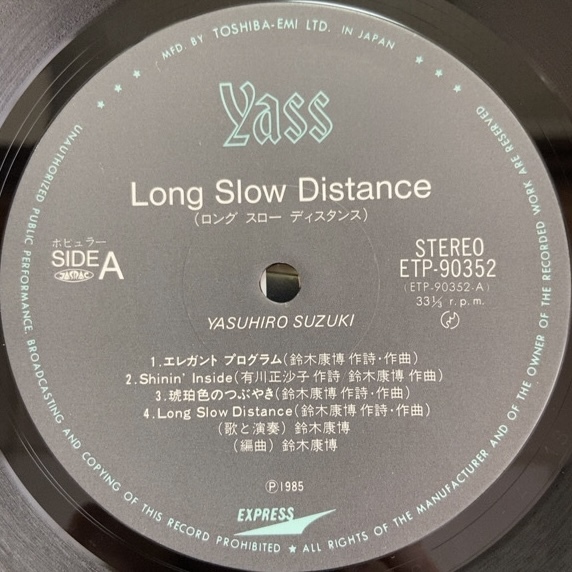 MFD. BY TOSHIBA-EMI LTD. IN JAPAN
Yass
Long Slow Distance
(ロング スロー ディスタンス)
ポピュラー
SIDE A
STEREO
ETP-90352
(ETP-90352-A)
33⅓ r.p.m.
YASUHIRO SUZUKI
1.エレガント プログラム(鈴木康博 作詩・作曲)
2.Shinin' Inside(有川正沙子 作詩 鈴木康博 作曲)
3.琥珀色のつぶやき(鈴木康博 作詩・作曲)
4.Long Slow Distance(鈴木康博 作詩・作曲)
(歌と演奏) 鈴木康博
(編曲) 鈴木康博
Ⓟ1985
EXPRESS
UNAUTHORIZED PUBLIC PERFORMANCE BROADCASTING AND COPYING OF THIS RECORD PROHIBITED ★ ALL RIGHTS OF THE MANUFACTURER AND OF THE OWNER OF THE RECORDED WORK ARE RESERVED